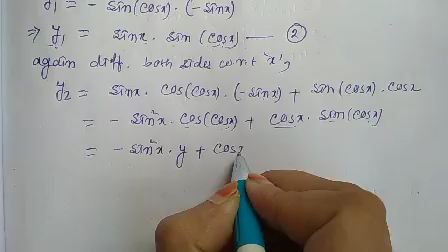 y₁ = - sin(cosx)·(-sinx)
⇒ y₁ = sinx · sin(cosx) —— ②
again diff. both sides w.r.t 'x',
y₂ = sinx · cos(cosx)·(-sinx) + sin(cosx)·cosx
= - sin²x · cos(cosx) + cosx · sin(cosx)
= - sin²x · y + cosx